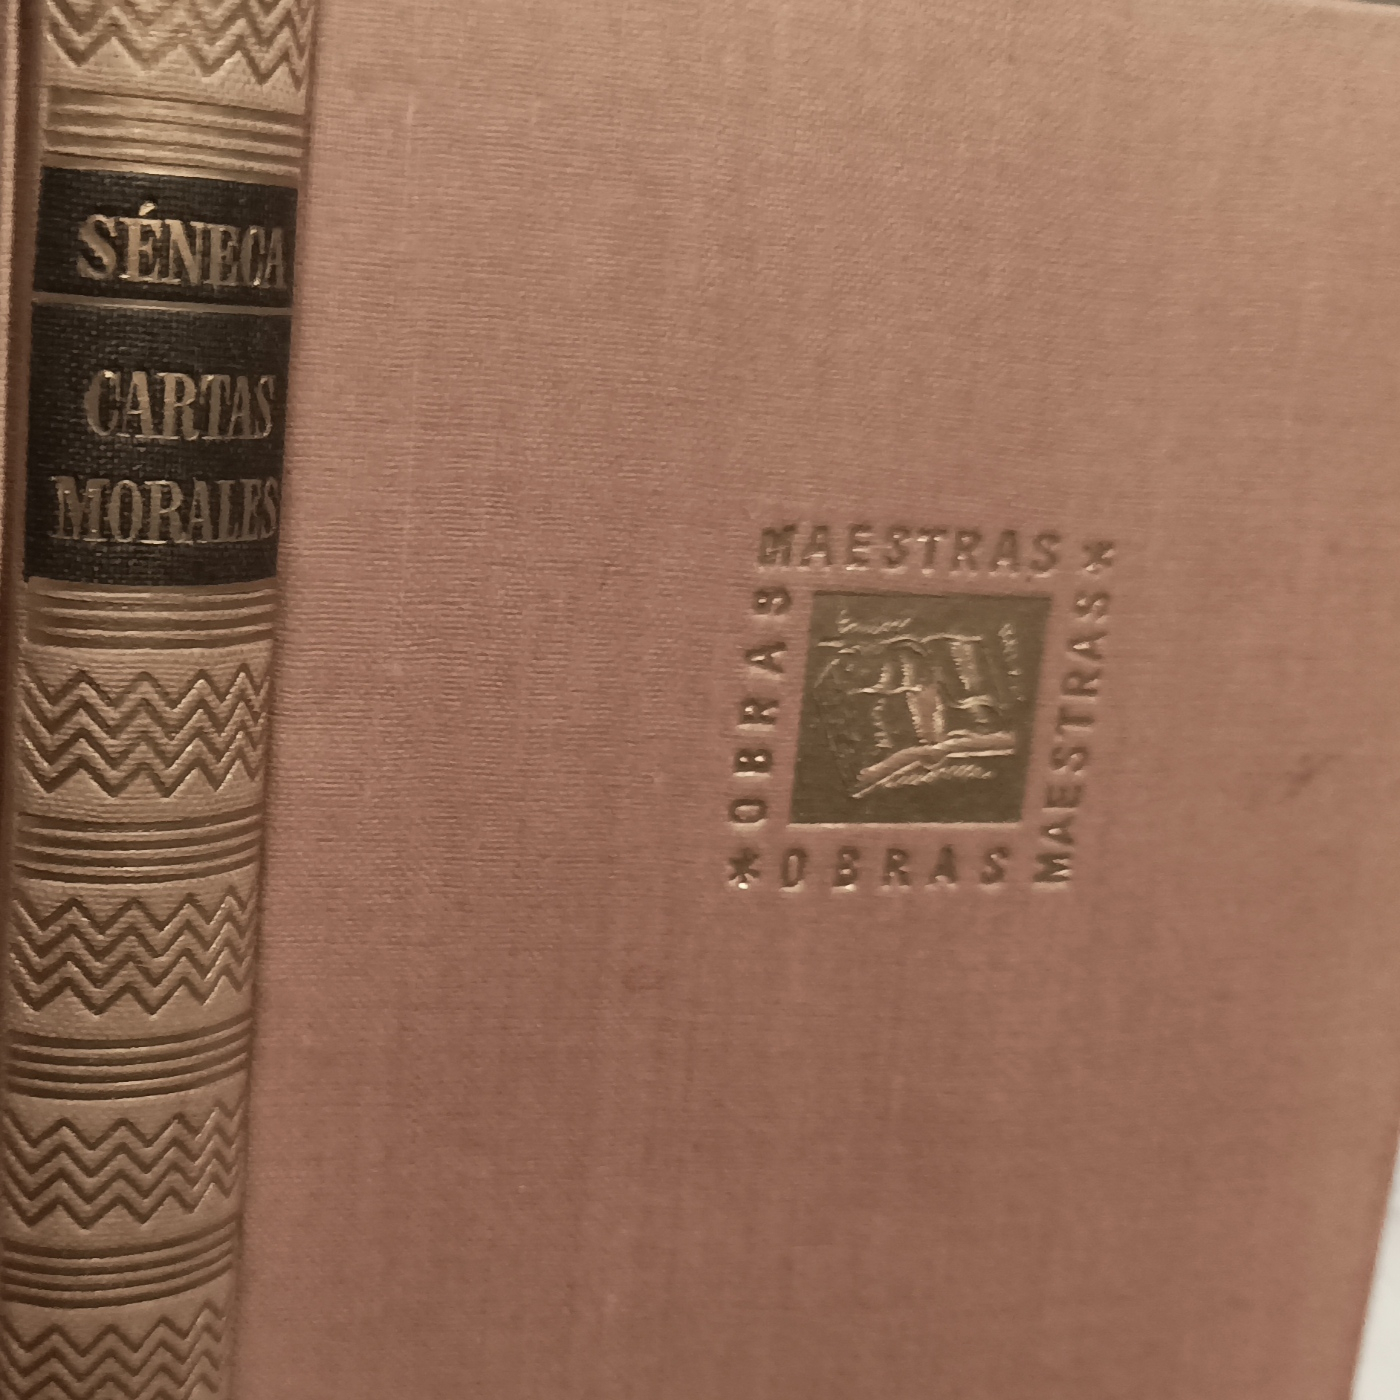 SÉNECA
CARTAS
MORALES
OBRAS
MAESTRAS *
* OBRAS
MAESTRAS